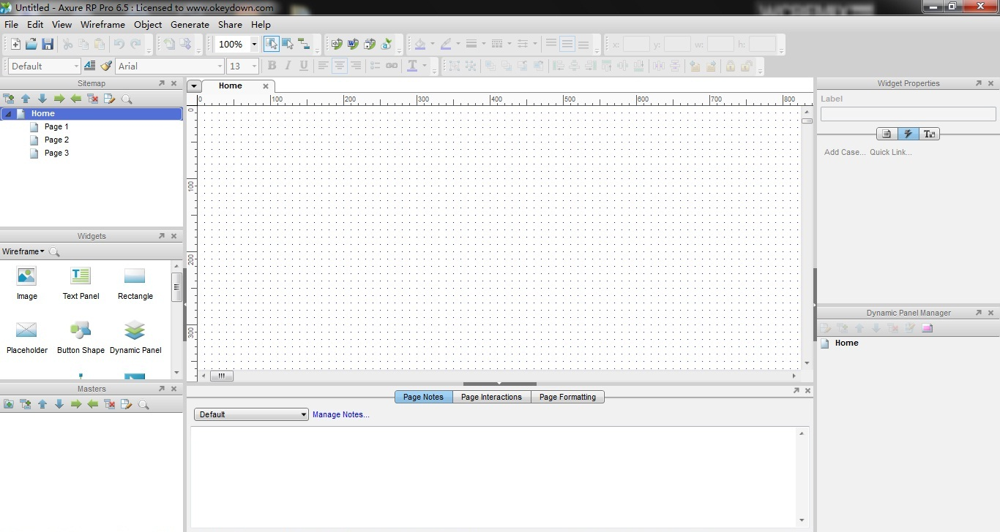 Untitled - Axure RP Pro 6.5 : Licensed to www.okeydown.com
File Edit View Wireframe Object Generate Share Help
100%
Default Arial 13 B I U
x: y: w: h:
Sitemap
Home
Page 1
Page 2
Page 3
Widgets
Wireframe
Image Text Panel Rectangle
Placeholder Button Shape Dynamic Panel
Masters
Home
0 100 200 300 400 500 600 700 800
0
100
200
300
Page Notes Page Interactions Page Formatting
Default Manage Notes...
Widget Properties
Label
Add Case... Quick Link...
Dynamic Panel Manager
Home